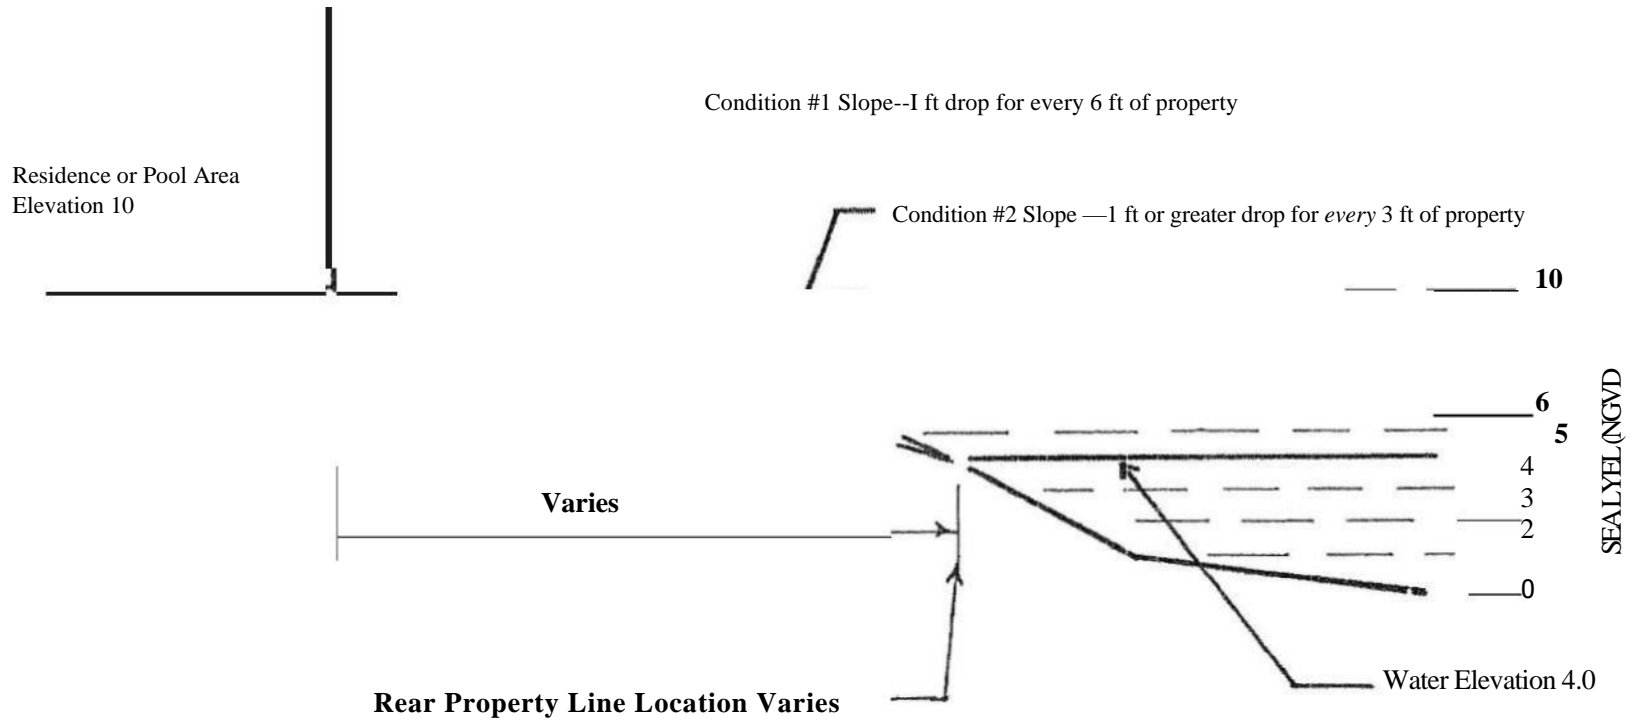 Condition #1 Slope--I ft drop for every 6 ft of property
Residence or Pool Area
Elevation 10
Condition #2 Slope —1 ft or greater drop for every 3 ft of property
10
6
5
4
3
2
0
SEA LYEL (NGVD
Varies
Water Elevation 4.0
Rear Property Line Location Varies